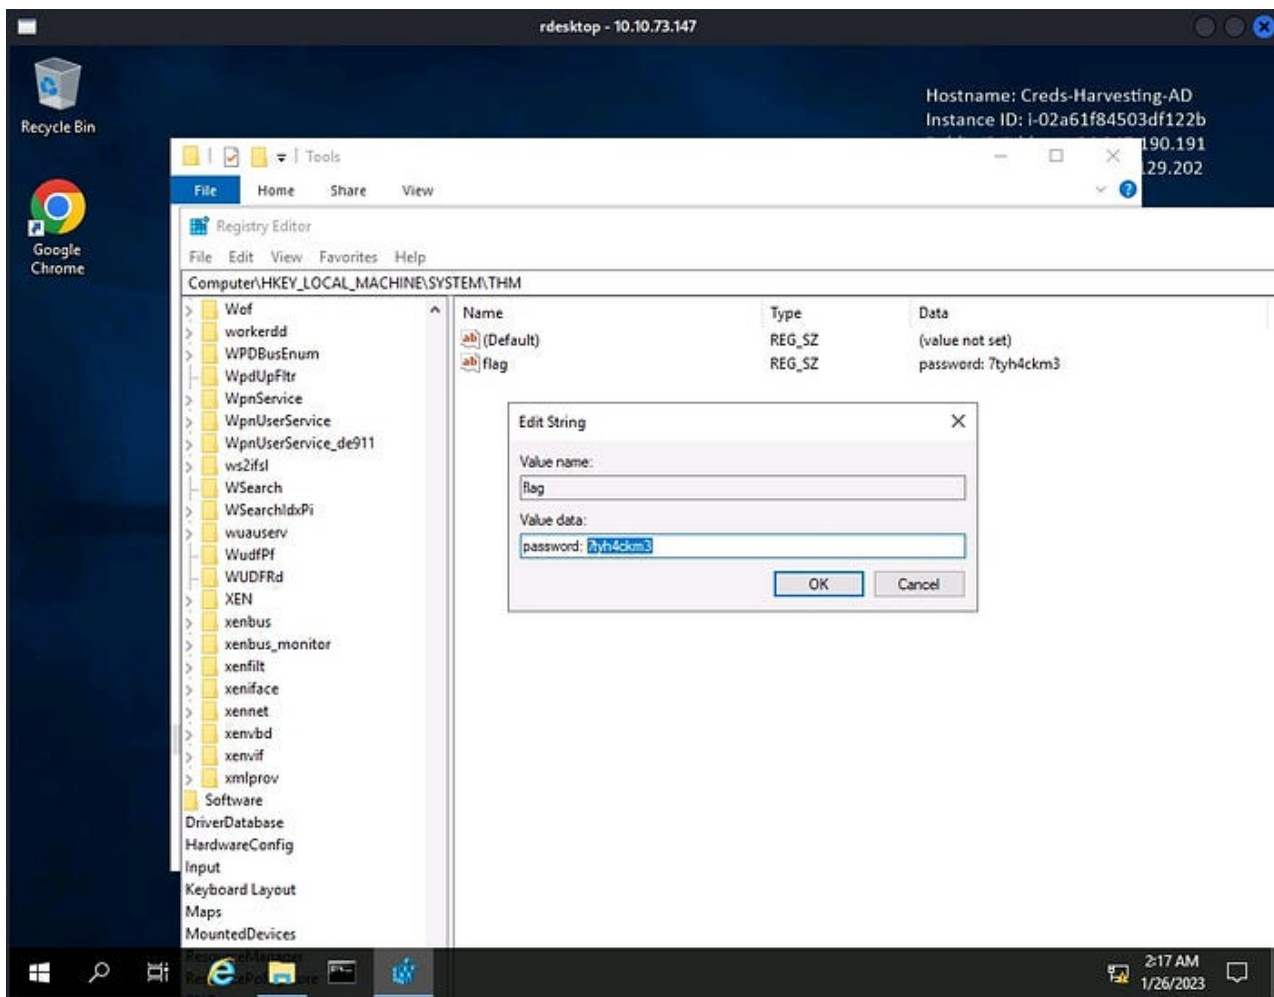 rdesktop - 10.10.73.147
Recycle Bin
Google
Chrome
Hostname: Creds-Harvesting-AD
Instance ID: i-02a61f84503df122b
190.191
129.202
Tools
File Home Share View
Registry Editor
File Edit View Favorites Help
Computer\HKEY_LOCAL_MACHINE\SYSTEM\THM
Wof
workerdd
WPDBusEnum
WpdUpFltr
WpnService
WpnUserService
WpnUserService_de911
ws2ifsl
WSearch
WSearchIdxPi
wuauserv
WudfPf
WUDFRd
XEN
xenbus
xenbus_monitor
xenfilt
xeniface
xennet
xenvbd
xenvif
xmlprov
Software
DriverDatabase
HardwareConfig
Input
Keyboard Layout
Maps
MountedDevices
Name Type Data
(Default) REG_SZ (value not set)
flag REG_SZ password: 7tyh4ckm3
Edit String
Value name:
flag
Value data:
password: 7tyh4ckm3
OK Cancel
2:17 AM
1/26/2023